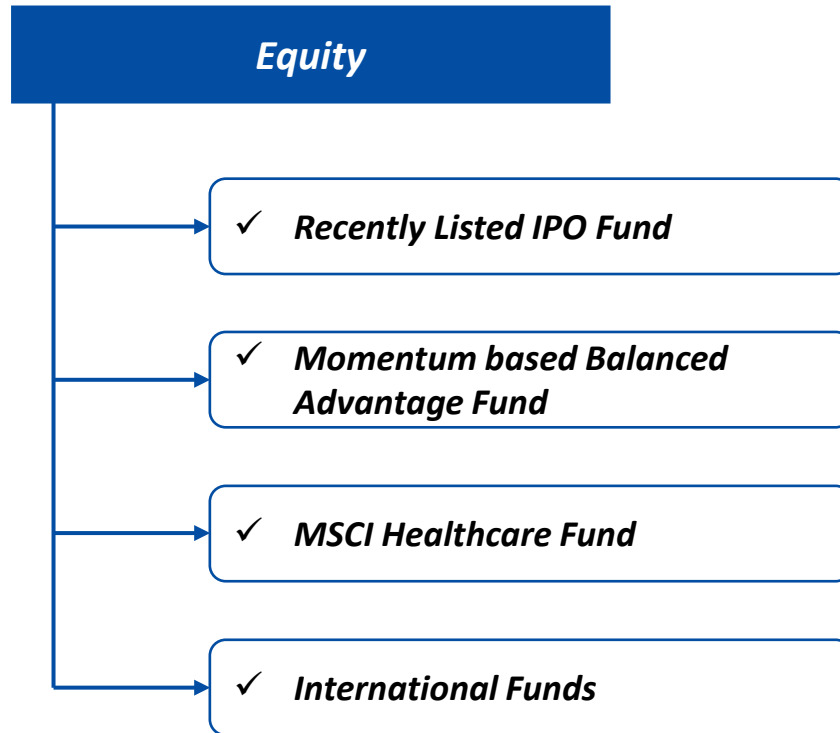 Equity
✓ Recently Listed IPO Fund
✓ Momentum based Balanced
Advantage Fund
✓ MSCI Healthcare Fund
✓ International Funds